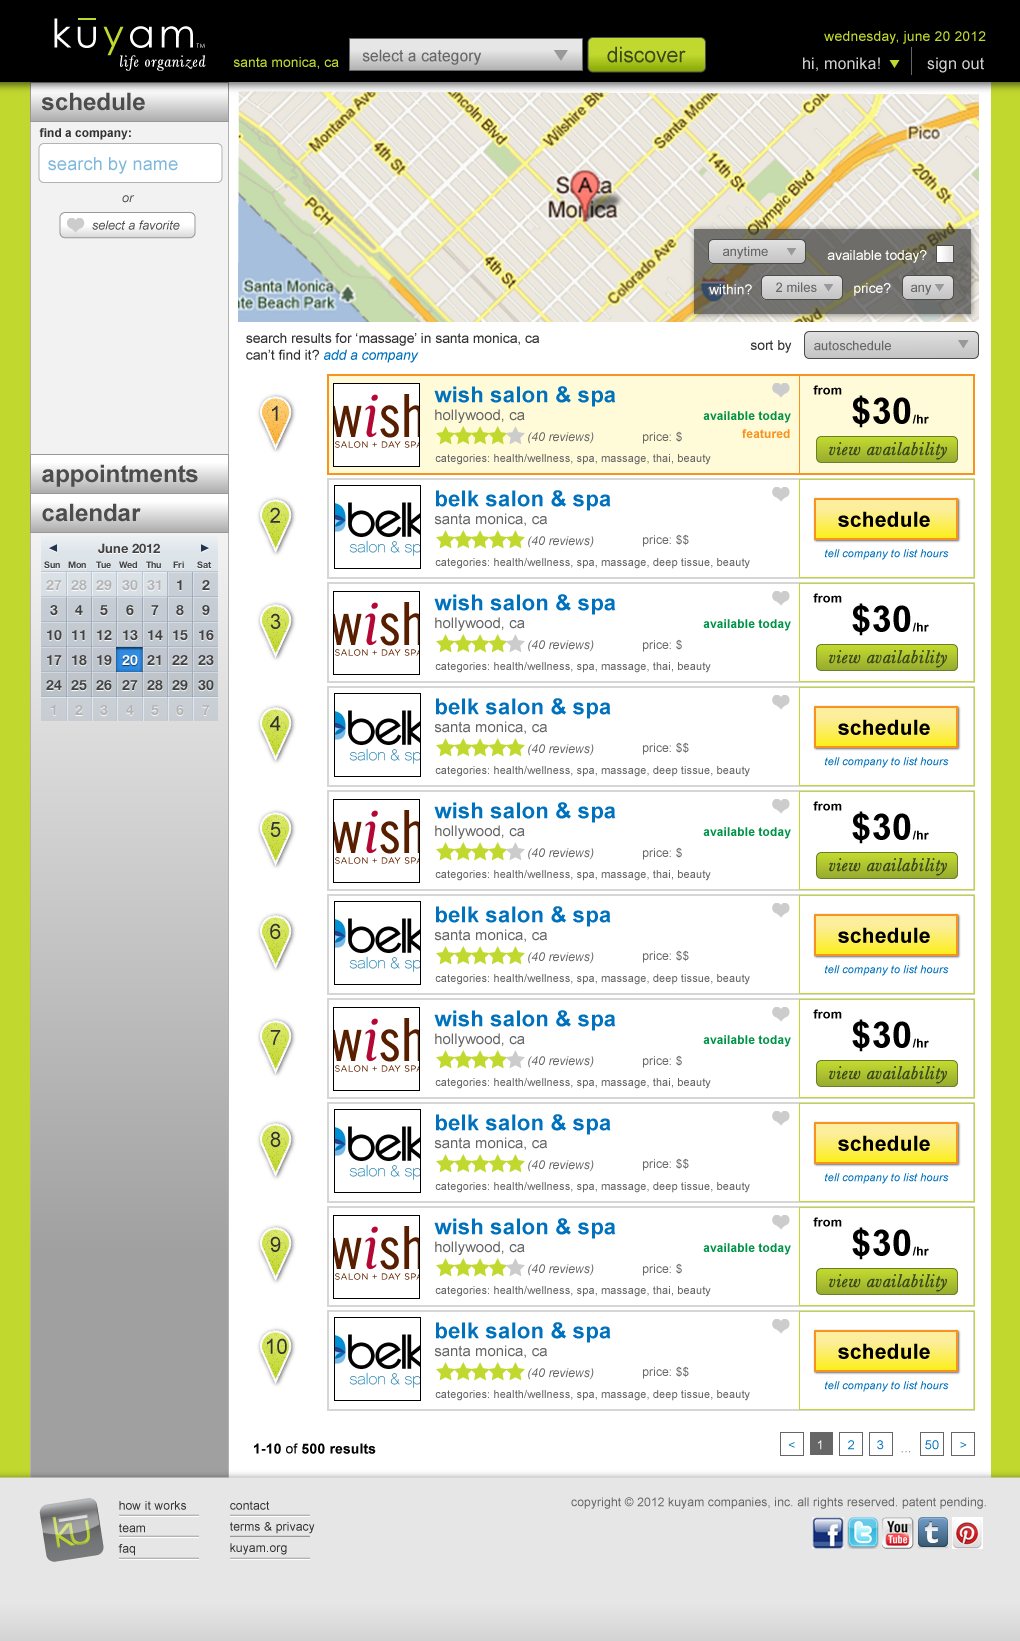 kūyam™
life organized
santa monica, ca
select a category
discover
wednesday, june 20 2012
hi, monika!
sign out
schedule
find a company:
search by name
or
select a favorite
appointments
calendar
June 2012
Sun Mon Tue Wed Thu Fri Sat
27 28 29 30 31 1 2
3 4 5 6 7 8 9
10 11 12 13 14 15 16
17 18 19 20 21 22 23
24 25 26 27 28 29 30
1 2 3 4 5 6 7
Montana Ave
Lincoln Blvd
Wilshire Blv
Santa Moni
Colo
Pico
4th St
14th St
20th St
PCH
Santa
Monica
A
Olympic Blvd
Pico Blvd
4th St
Colorado Ave
Santa Monica
te Beach Park
lvd
anytime
available today?
within?
2 miles
price?
any
search results for ‘massage’ in santa monica, ca
can’t find it? add a company
sort by
autoschedule
1
wish
SALON + DAY SPA
wish salon & spa
hollywood, ca
available today
featured
(40 reviews)
price: $
categories: health/wellness, spa, massage, thai, beauty
from
$30/hr
view availability
2
belk
salon & sp
belk salon & spa
santa monica, ca
(40 reviews)
price: $$
categories: health/wellness, spa, massage, deep tissue, beauty
schedule
tell company to list hours
3
wish
SALON + DAY SPA
wish salon & spa
hollywood, ca
available today
(40 reviews)
price: $
categories: health/wellness, spa, massage, thai, beauty
from
$30/hr
view availability
4
belk
salon & sp
belk salon & spa
santa monica, ca
(40 reviews)
price: $$
categories: health/wellness, spa, massage, deep tissue, beauty
schedule
tell company to list hours
5
wish
SALON + DAY SPA
wish salon & spa
hollywood, ca
available today
(40 reviews)
price: $
categories: health/wellness, spa, massage, thai, beauty
from
$30/hr
view availability
6
belk
salon & sp
belk salon & spa
santa monica, ca
(40 reviews)
price: $$
categories: health/wellness, spa, massage, deep tissue, beauty
schedule
tell company to list hours
7
wish
SALON + DAY SPA
wish salon & spa
hollywood, ca
available today
(40 reviews)
price: $
categories: health/wellness, spa, massage, thai, beauty
from
$30/hr
view availability
8
belk
salon & sp
belk salon & spa
santa monica, ca
(40 reviews)
price: $$
categories: health/wellness, spa, massage, deep tissue, beauty
schedule
tell company to list hours
9
wish
SALON + DAY SPA
wish salon & spa
hollywood, ca
available today
(40 reviews)
price: $
categories: health/wellness, spa, massage, thai, beauty
from
$30/hr
view availability
10
belk
salon & sp
belk salon & spa
santa monica, ca
(40 reviews)
price: $$
categories: health/wellness, spa, massage, deep tissue, beauty
schedule
tell company to list hours
1-10 of 500 results
< 1 2 3 ... 50 >
kū
how it works
team
faq
contact
terms & privacy
kuyam.org
copyright © 2012 kuyam companies, inc. all rights reserved. patent pending.
f
t
You
Tube
t
p